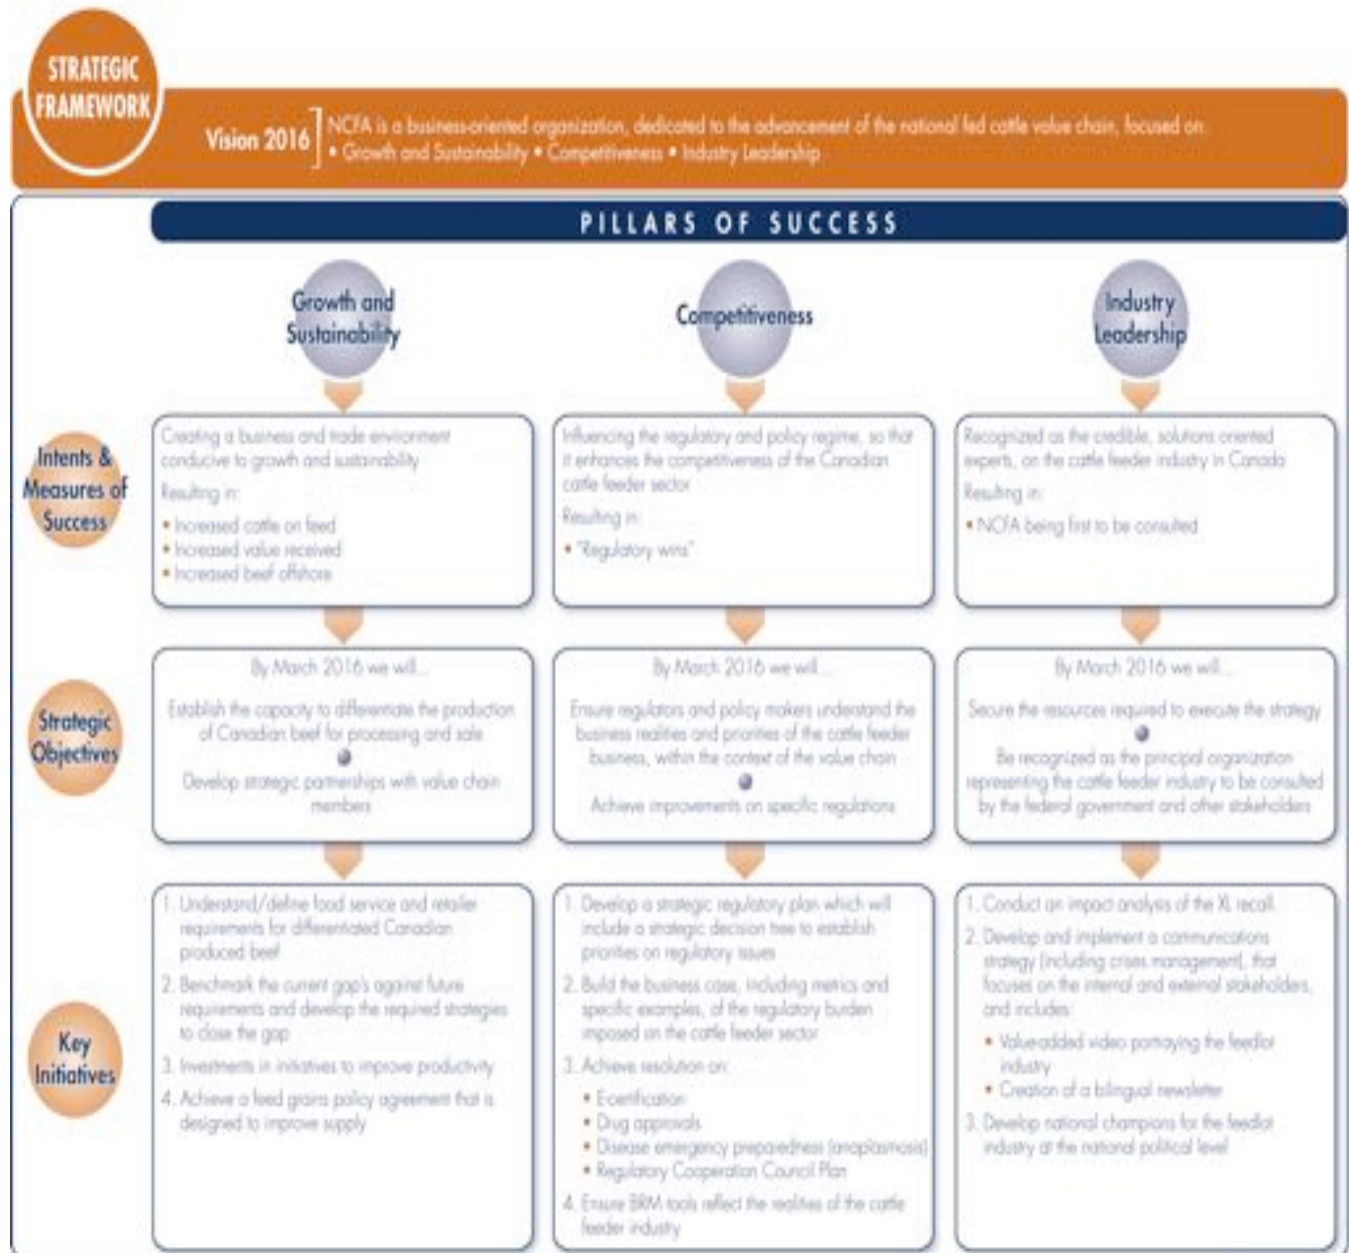 STRATEGIC
FRAMEWORK
Vision 2016
NCFA is a business-oriented organization, dedicated to the advancement of the national fed cattle value chain, focused on:
• Growth and Sustainability • Competitiveness • Industry Leadership
PILLARS OF SUCCESS
Growth and
Sustainability
Competitiveness
Industry
Leadership
Intents &
Measures of
Success
Creating a business and trade environment
conducive to growth and sustainability
Resulting in:
• Increased cattle on feed
• Increased value received
• Increased beef offshore
Influencing the regulatory and policy regime, so that
it enhances the competitiveness of the Canadian
cattle feeder sector
Resulting in:
• "Regulatory wins"
Recognized as the credible, solutions oriented
experts, on the cattle feeder industry in Canada
Resulting in:
• NCFA being first to be consulted
Strategic
Objectives
By March 2016 we will...
Establish the capacity to differentiate the production
of Canadian beef for processing and sale
Develop strategic partnerships with value chain
members
By March 2016 we will...
Ensure regulators and policy makers understand the
business realities and priorities of the cattle feeder
business, within the context of the value chain
Achieve improvements on specific regulations
By March 2016 we will...
Secure the resources required to execute the strategy
Be recognized as the principal organization
representing the cattle feeder industry to be consulted
by the federal government and other stakeholders
Key
Initiatives
1. Understand/define food service and retailer
requirements for differentiated Canadian
produced beef
2. Benchmark the current gap's against future
requirements and develop the required strategies
to close the gap
3. Investments in initiatives to improve productivity
4. Achieve a feed grains policy agreement that is
designed to improve supply
1. Develop a strategic regulatory plan which will
include a strategic decision tree to establish
priorities on regulatory issues
2. Build the business case, including metrics and
specific examples, of the regulatory burden
imposed on the cattle feeder sector
3. Achieve resolution on:
• E-certification
• Drug approvals
• Disease emergency preparedness (anaplasmosis)
• Regulatory Cooperation Council Plan
4. Ensure BRM tools reflect the realities of the cattle
feeder industry
1. Conduct an impact analysis of the XL recall.
2. Develop and implement a communications
strategy (including crises management), that
focuses on the internal and external stakeholders,
and includes:
• Value-added video portraying the feedlot
industry
• Creation of a bilingual newsletter
3. Develop national champions for the feedlot
industry at the national political level